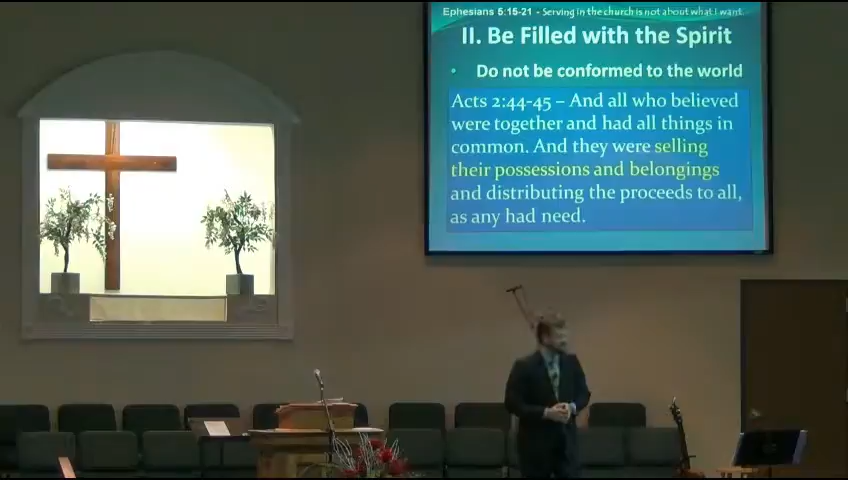 Ephesians 5:15-21 - Serving in the church is not about what I want.
II. Be Filled with the Spirit
• Do not be conformed to the world
Acts 2:44-45 – And all who believed
were together and had all things in
common. And they were selling
their possessions and belongings
and distributing the proceeds to all,
as any had need.